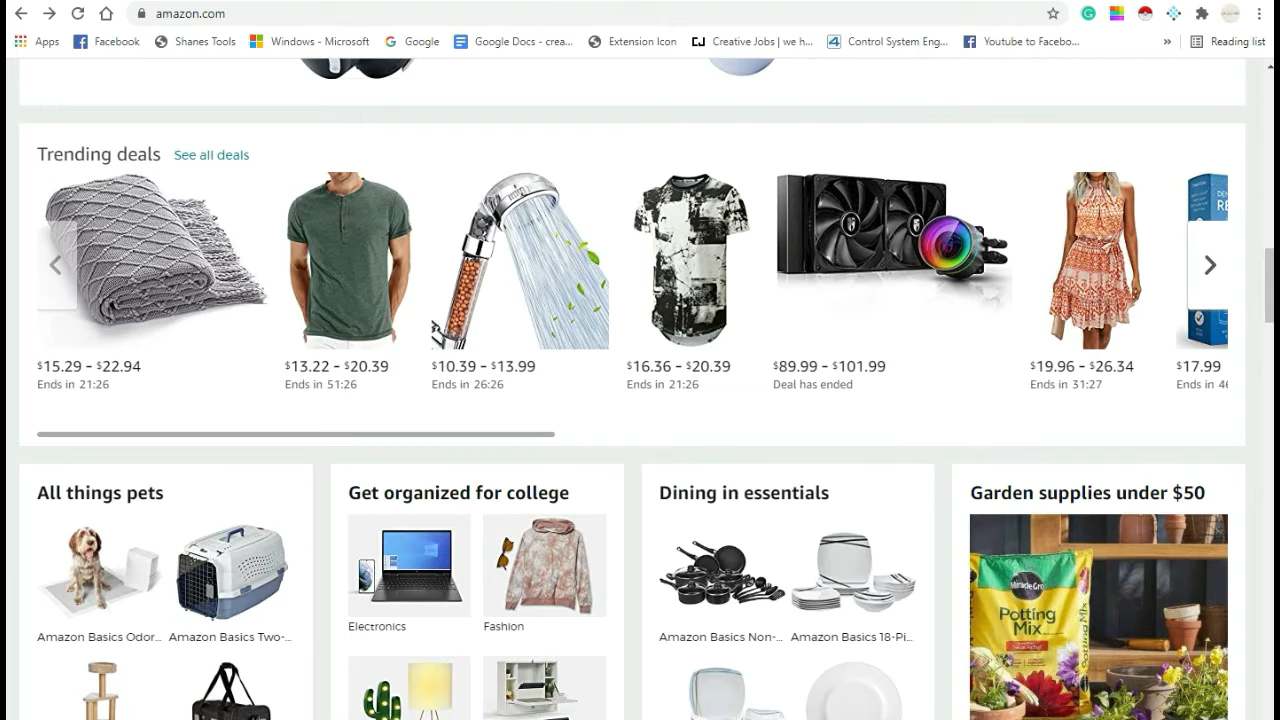 amazon.com
Apps
Facebook
Shanes Tools
Windows - Microsoft
Google
Google Docs - crea...
Extension Icon
Creative Jobs | we h...
Control System Eng...
Youtube to Facebo...
»
Reading list
Trending deals See all deals
$15.29 - $22.94
Ends in 21:26
$13.22 - $20.39
Ends in 51:26
$10.39 - $13.99
Ends in 26:26
$16.36 - $20.39
Ends in 21:26
$89.99 - $101.99
Deal has ended
$19.96 - $26.34
Ends in 31:27
$17.99
Ends in 46
All things pets
Amazon Basics Odor...
Amazon Basics Two-...
Get organized for college
Electronics
Fashion
Dining in essentials
Amazon Basics Non-...
Amazon Basics 18-Pi...
Garden supplies under $50
Miracle-Gro
Potting
Mix
Potting Mix